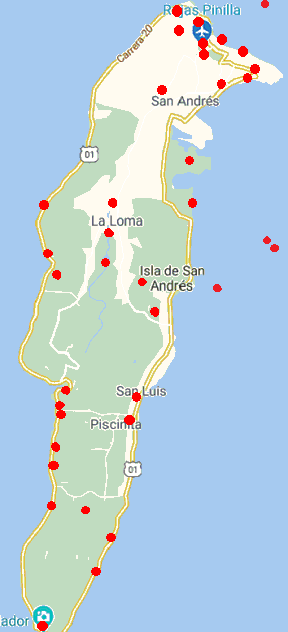 Rojas Pinilla
Carrera 20
San Andrés
01
La Loma
Isla de San
Andrés
San Luis
Piscinita
01
ador